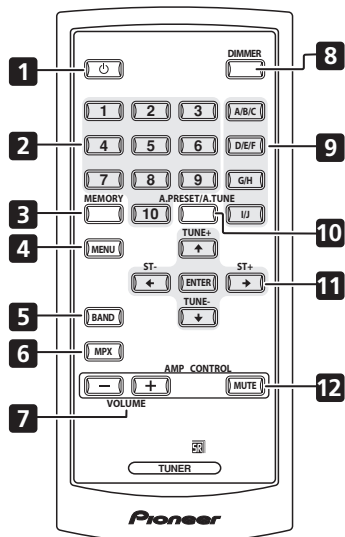 DIMMER
1
8
1 2 3 A/B/C
2
4 5 6 D/E/F
9
7 8 9 G/H
MEMORY A.PRESET/A.TUNE
3
10 I/J
10
TUNE+
4
MENU
ST- ST+
ENTER
11
TUNE-
5
BAND
6
MPX
AMP CONTROL
12
MUTE
− +
7
VOLUME
SR
TUNER
Pioneer